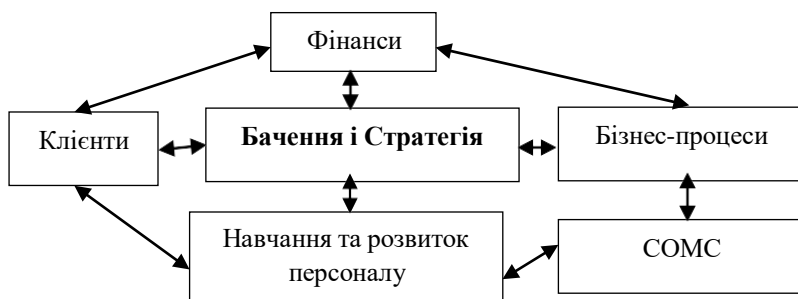 Фінанси
Клієнти
Бачення і Стратегія
Бізнес-процеси
Навчання та розвиток
персоналу
СОМС